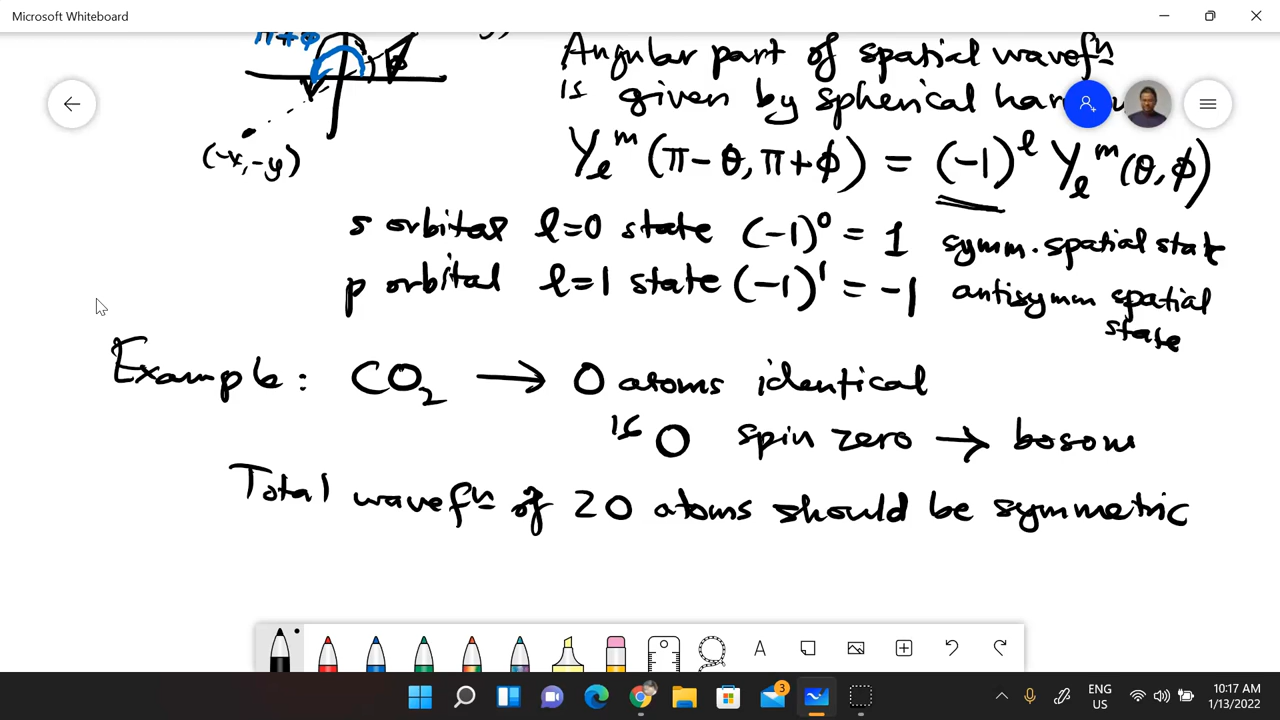 Microsoft Whiteboard
π+φ
φ
Angular part of spatial wavefⁿ
is given by spherical
(-x,-y)
Yₗᵐ(π-θ,π+φ) = (-1)ˡ Yₗᵐ(θ,φ)
s orbital l=0 state (-1)⁰ = 1 symm. spatial state
p orbital l=1 state (-1)¹ = -1 antisymm spatial
state
Example: CO₂ → O atoms identical
¹⁶O spin zero → bosons
Total wavefⁿ of 2 O atoms should be symmetric
A
3
ENG
US
10:17 AM
1/13/2022